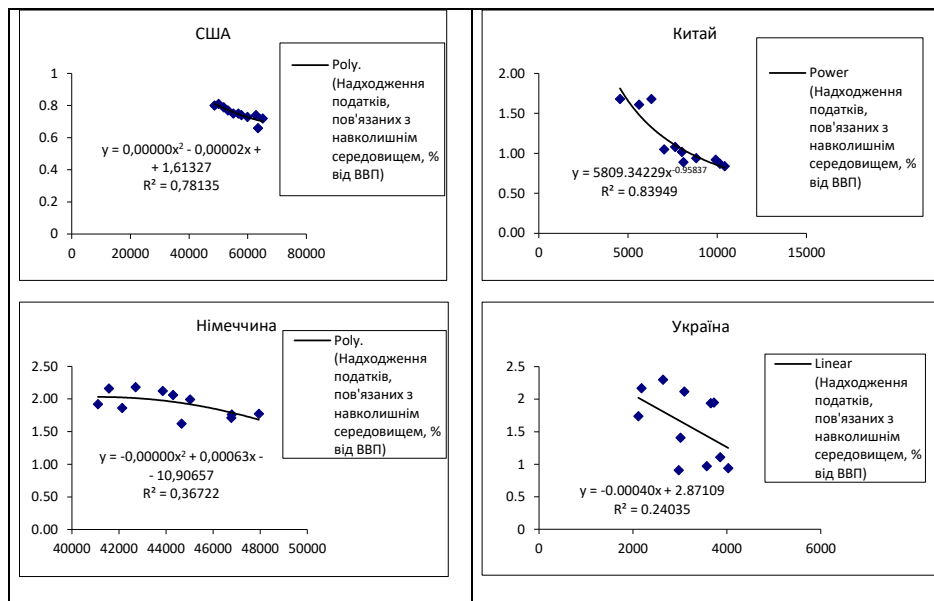 США
Poly.
(Надходження
податків,
пов'язаних з
навколишнім
середовищем, %
від ВВП)
1
0.8
0.6
0.4
0.2
0
y = 0,00000x² - 0,00002x +
+ 1,61327
R² = 0,78135
0 20000 40000 60000 80000
Китай
Power
(Надходження
податків,
пов'язаних з
навколишнім
середовищем, %
від ВВП)
2.00
1.50
1.00
0.50
0.00
y = 5809.34229x⁻⁰·⁹⁵⁸³⁷
R² = 0.83949
0 5000 10000 15000
Німеччина
Poly.
(Надходження
податків,
пов'язаних з
навколишнім
середовищем, %
від ВВП)
2.50
2.00
1.50
1.00
0.50
0.00
y = -0,00000x² + 0,00063x -
- 10,90657
R² = 0,36722
40000 42000 44000 46000 48000 50000
Україна
Linear
(Надходження
податків,
пов'язаних з
навколишнім
середовищем, %
від ВВП)
2.5
2
1.5
1
0.5
0
y = -0.00040x + 2.87109
R² = 0.24035
0 2000 4000 6000